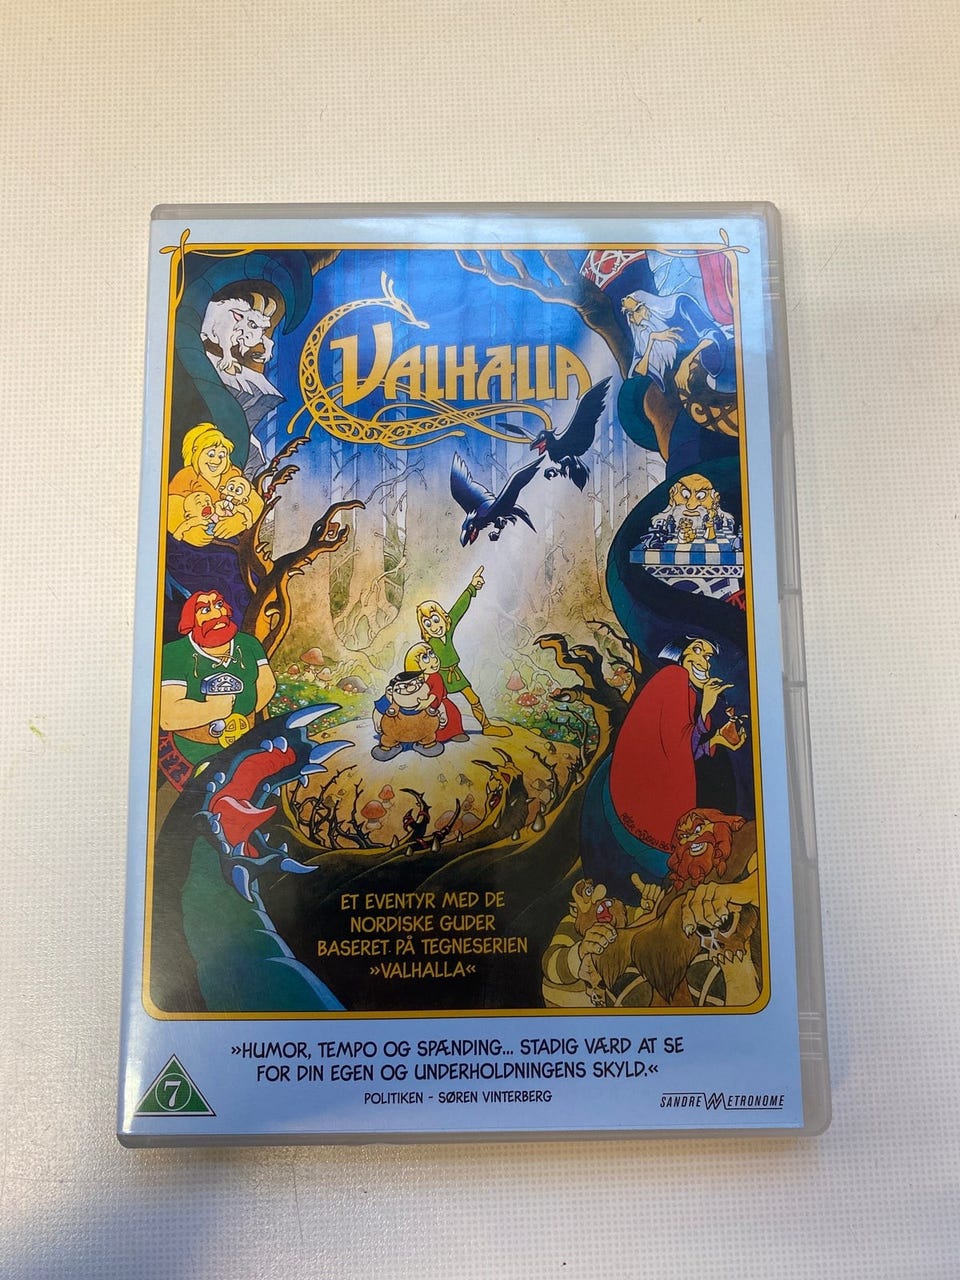 VALHALLA
ET EVENTYR MED DE
NORDISKE GUDER
BASERET PÅ TEGNESERIEN
»VALHALLA«
»HUMOR, TEMPO OG SPÆNDING... STADIG VÆRD AT SE
FOR DIN EGEN OG UNDERHOLDNINGENS SKYLD.«
POLITIKEN - SØREN VINTERBERG
7
SANDREW METRONOME